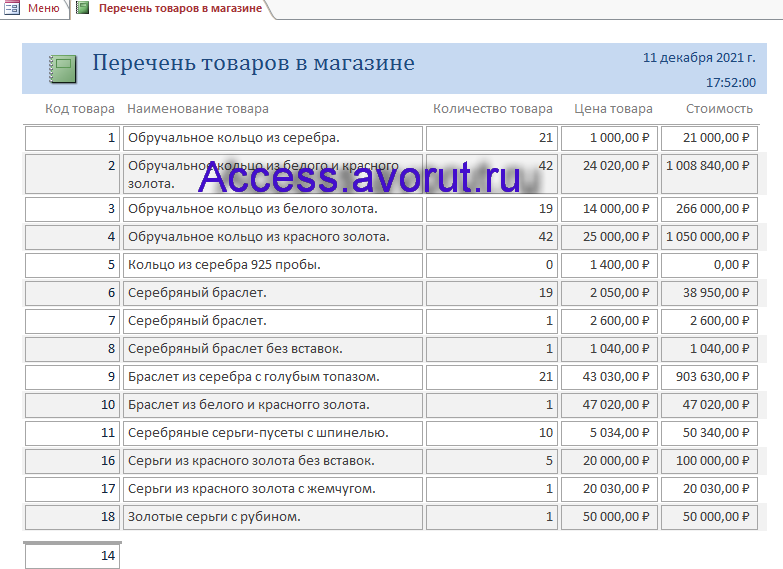 Меню Перечень товаров в магазине
Перечень товаров в магазине 11 декабря 2021 г.
17:52:00
Код товара Наименование товара Количество товара Цена товара Стоимость
1 Обручальное кольцо из серебра. 21 1 000,00 ₽ 21 000,00 ₽
2 Обручальное кольцо из белого и красного 42 24 020,00 ₽ 1 008 840,00 ₽
золота.
Access.avorut.ru
3 Обручальное кольцо из белого золота. 19 14 000,00 ₽ 266 000,00 ₽
4 Обручальное кольцо из красного золота. 42 25 000,00 ₽ 1 050 000,00 ₽
5 Кольцо из серебра 925 пробы. 0 1 400,00 ₽ 0,00 ₽
6 Серебряный браслет. 19 2 050,00 ₽ 38 950,00 ₽
7 Серебряный браслет. 1 2 600,00 ₽ 2 600,00 ₽
8 Серебряный браслет без вставок. 1 1 040,00 ₽ 1 040,00 ₽
9 Браслет из серебра с голубым топазом. 21 43 030,00 ₽ 903 630,00 ₽
10 Браслет из белого и красногго золота. 1 47 020,00 ₽ 47 020,00 ₽
11 Серебряные серьги-пусеты с шпинелью. 10 5 034,00 ₽ 50 340,00 ₽
16 Серьги из красного золота без вставок. 5 20 000,00 ₽ 100 000,00 ₽
17 Серьги из красного золота с жемчугом. 1 20 030,00 ₽ 20 030,00 ₽
18 Золотые серьги с рубином. 1 50 000,00 ₽ 50 000,00 ₽
14